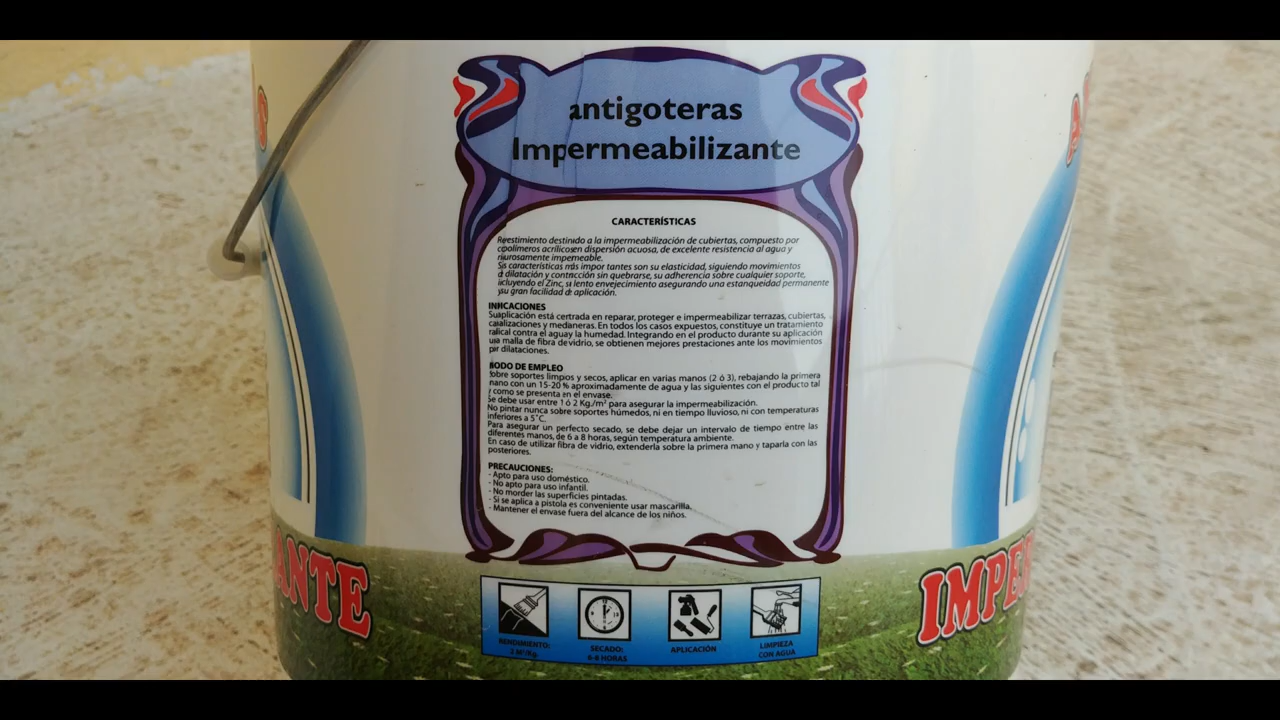 antigoteras
Impermeabilizante
CARACTERÍSTICAS
Revestimiento destinado a la impermeabilización de cubiertas, compuesto por
copolímeros acrílicos en dispersión acuosa, de excelente resistencia al agua y
rigurosamente impermeable.
Sus características más impor tantes son su elasticidad, siguiendo movimientos
de dilatación y contracción sin quebrarse, su adherencia sobre cualquier soporte,
incluyendo el Zinc, su lento envejecimiento asegurando una estanqueidad permanente
y su gran facilidad de aplicación.
INDICACIONES
Su aplicación está certrada en reparar, proteger e impermeabilizar terrazas, cubiertas,
canalizaciones y medianeras. En todos los casos expuestos, constituye un tratamiento
radical contra el agua y la humedad. Integrando en el producto durante su aplicación
una malla de fibra de vidrio, se obtienen mejores prestaciones ante los movimientos
por dilataciones.
MODO DE EMPLEO
Sobre soportes limpios y secos, aplicar en varias manos (2 ó 3), rebajando la primera
mano con un 15-20 % aproximadamente de agua y las siguientes con el producto tal
y como se presenta en el envase.
Se debe usar entre 1 ó 2 Kg./m² para asegurar la impermeabilización.
No pintar nunca sobre soportes húmedos, ni en tiempo lluvioso, ni con temperaturas
inferiores a 5°C.
Para asegurar un perfecto secado, se debe dejar un intervalo de tiempo entre las
diferentes manos, de 6 a 8 horas, según temperatura ambiente.
En caso de utilizar fibra de vidrio, extenderla sobre la primera mano y taparla con las
posteriores.
PRECAUCIONES:
- Apto para uso doméstico.
- No apto para uso infantil.
- No morder las superficies pintadas.
- Si se aplica a pistola es conveniente usar mascarilla.
- Mantener el envase fuera del alcance de los niños.
ANTE
IMPER
RENDIMIENTO:
2 M²/Kg.
SECADO:
6-8 HORAS
APLICACIÓN
LIMPIEZA
CON AGUA